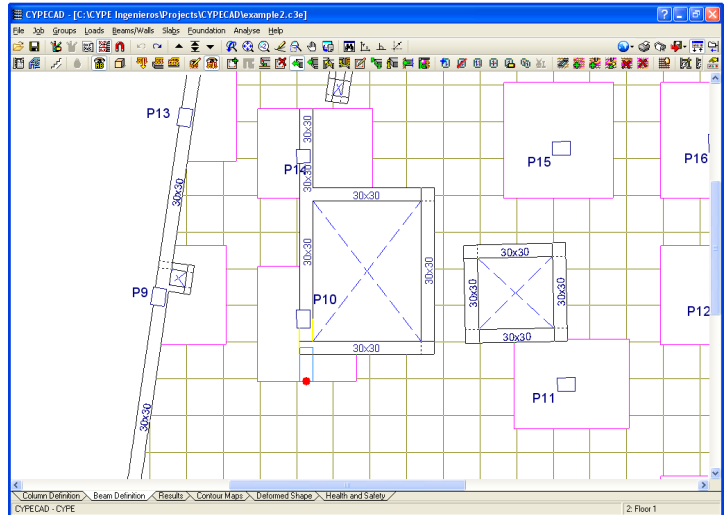 CYPECAD - [C:\CYPE Ingenieros\Projects\CYPECAD\example2.c3e]
File Job Groups Loads Beams/Walls Slabs Foundation Analyse Help
P13
P14
30x30
30x30
P15
P16
30x30
30x30
30x30
30x30
30x30
30x30
30x30
P9
P10
P12
30x30
30x30
P11
30x30
Column Definition Beam Definition Results Contour Maps Deformed Shape Health and Safety
CYPECAD - CYPE 2: Floor 1